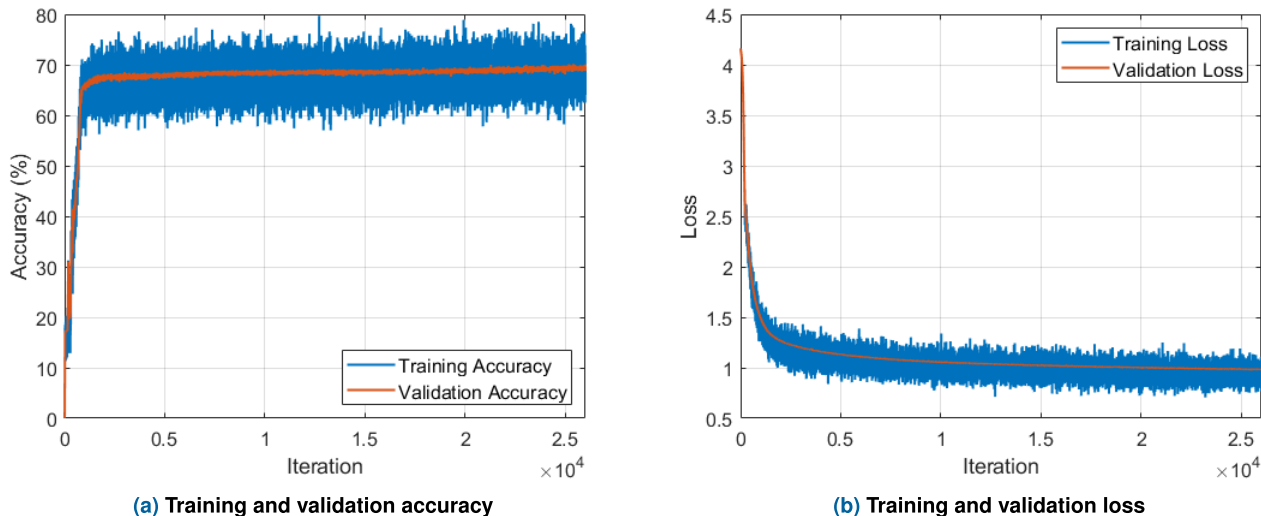 80
70
60
50
40
30
20
10
0
Accuracy (%)
Training Accuracy
Validation Accuracy
0 0.5 1 1.5 2 2.5
Iteration
×10^4
(a) Training and validation accuracy
4.5
4
3.5
3
2.5
2
1.5
1
0.5
Loss
Training Loss
Validation Loss
0 0.5 1 1.5 2 2.5
Iteration
×10^4
(b) Training and validation loss